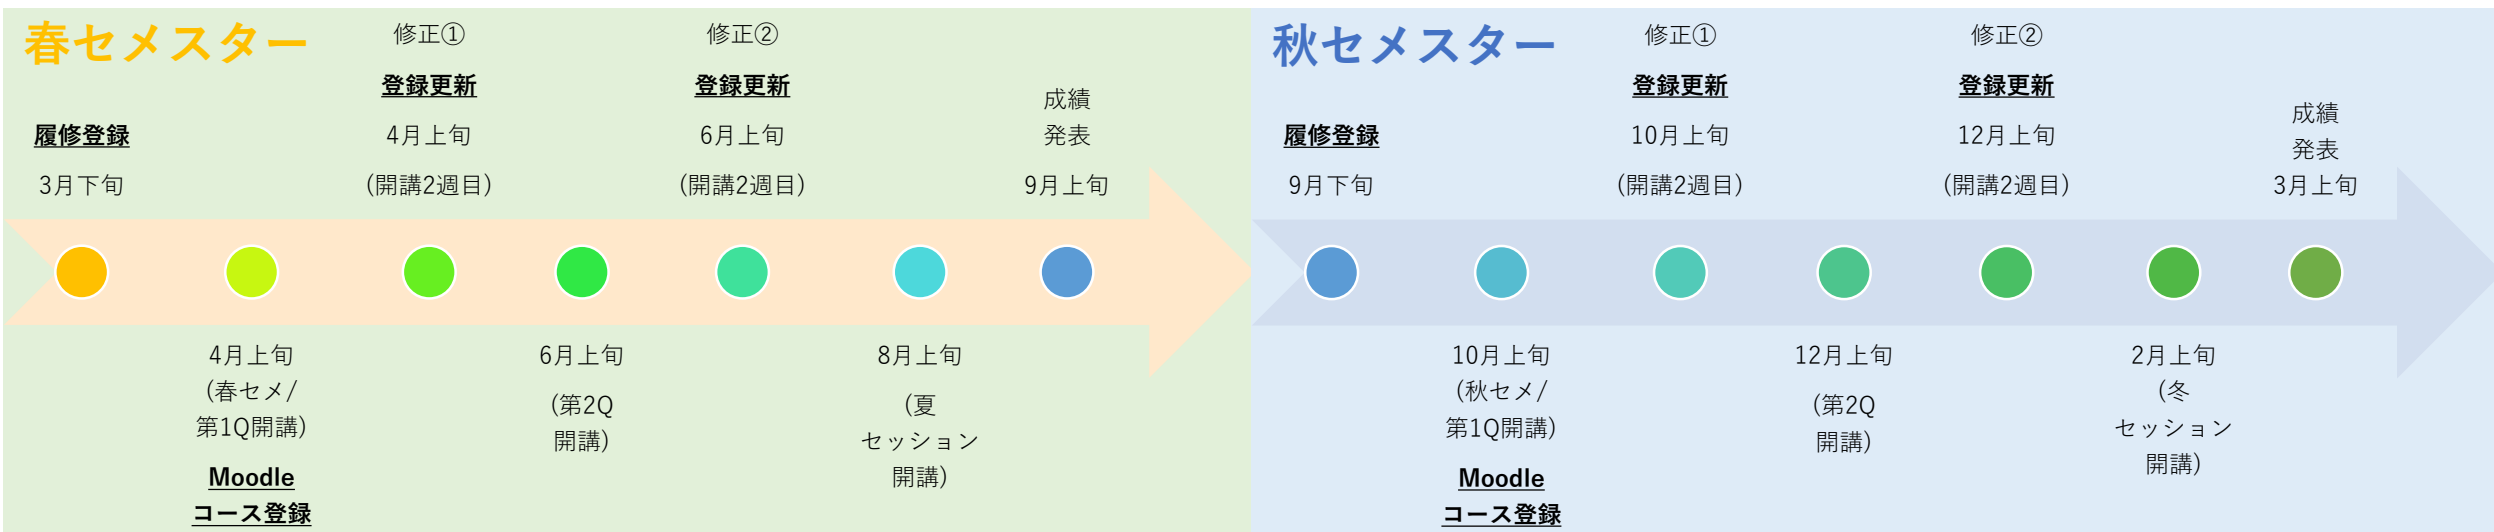 春セメスター
履修登録
3月下旬
4月上旬
(春セメ/
第1Q開講)
Moodle
コース登録
修正①
登録更新
4月上旬
(開講2週目)
6月上旬
(第2Q
開講)
修正②
登録更新
6月上旬
(開講2週目)
8月上旬
(夏
セッション
開講)
成績
発表
9月上旬
秋セメスター
履修登録
9月下旬
10月上旬
(秋セメ/
第1Q開講)
Moodle
コース登録
修正①
登録更新
10月上旬
(開講2週目)
12月上旬
(第2Q
開講)
修正②
登録更新
12月上旬
(開講2週目)
2月上旬
(冬
セッション
開講)
成績
発表
3月上旬